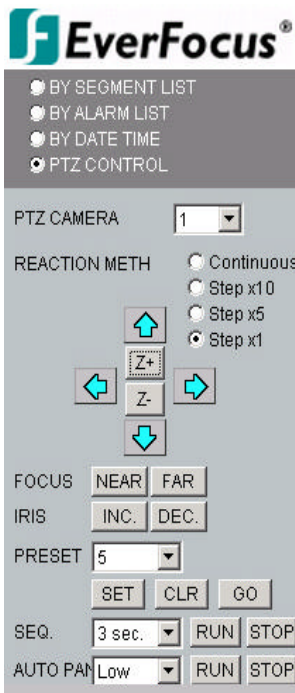 EverFocus®
BY SEGMENT LIST
BY ALARM LIST
BY DATE TIME
PTZ CONTROL
PTZ CAMERA 1
REACTION METH Continuous
Step x10
Step x5
Step x1
Z+
Z-
FOCUS NEAR FAR
IRIS INC. DEC.
PRESET 5
SET CLR GO
SEQ. 3 sec. RUN STOP
AUTO PAN Low RUN STOP